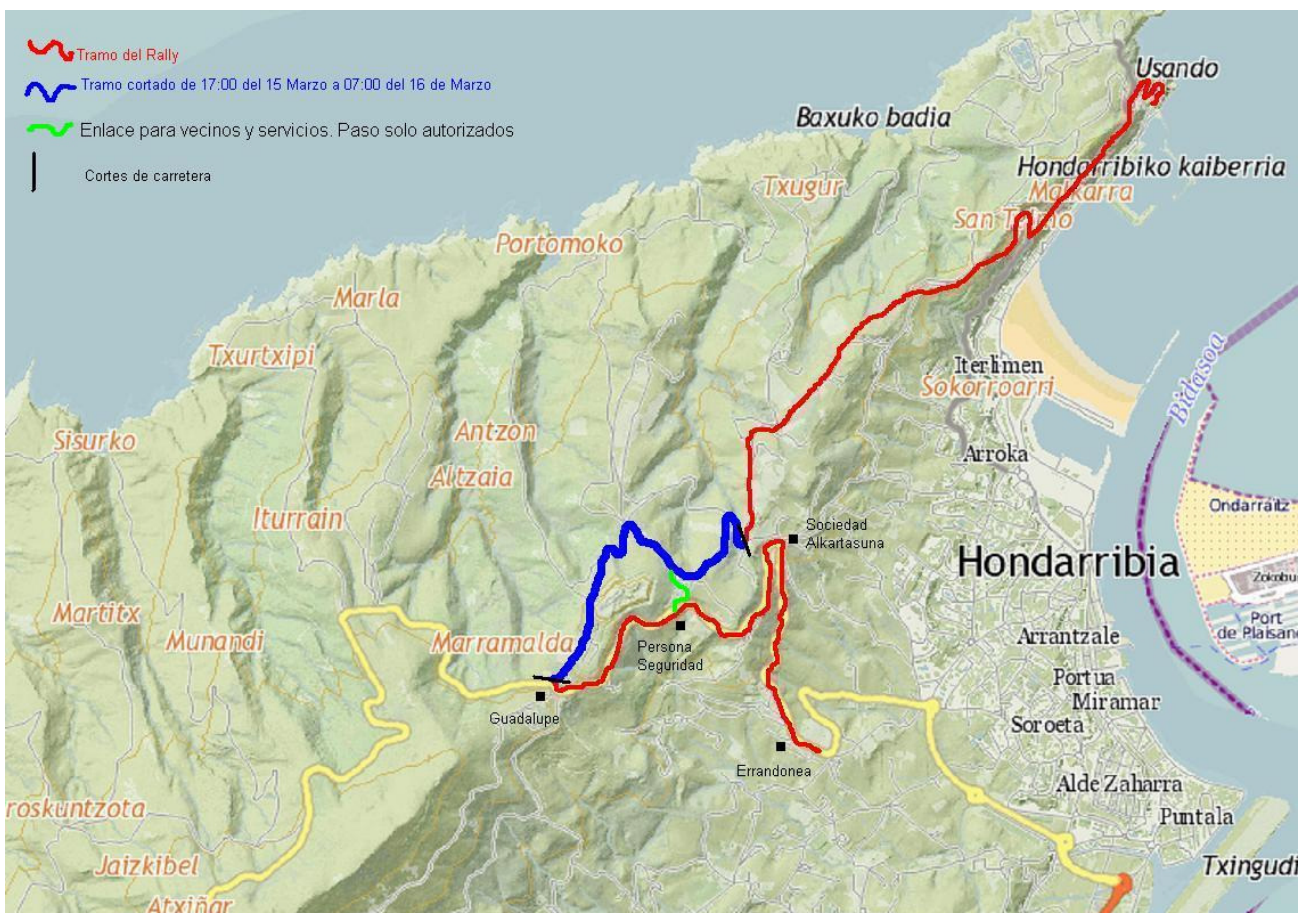 Tramo del Rally
Tramo cortado de 17:00 del 15 Marzo a 07:00 del 16 de Marzo
Enlace para vecinos y servicios. Paso solo autorizados
Cortes de carretera
Usando
Baxuko badia
Hondarribiko kaiberria
Txugur
Malkarra
San Telmo
Portomoko
Marla
Bidasoa
Txurtxipi
Iterlimen
Sokorroarri
Sisurko
Antzon
Arroka
Altzaia
Ondarraitz
Iturrain
Sociedad
Alkartasuna
Hondarribia
Martitx
Port
de Plaisan
Munandi
Marramalda
Persona
Seguridad
Arrantzale
Portua
Miramar
Guadalupe
Soroeta
Errandonea
Alde Zaharra
Puntala
roskuntzota
Jaizkibel
Txingudi
Atxiñar